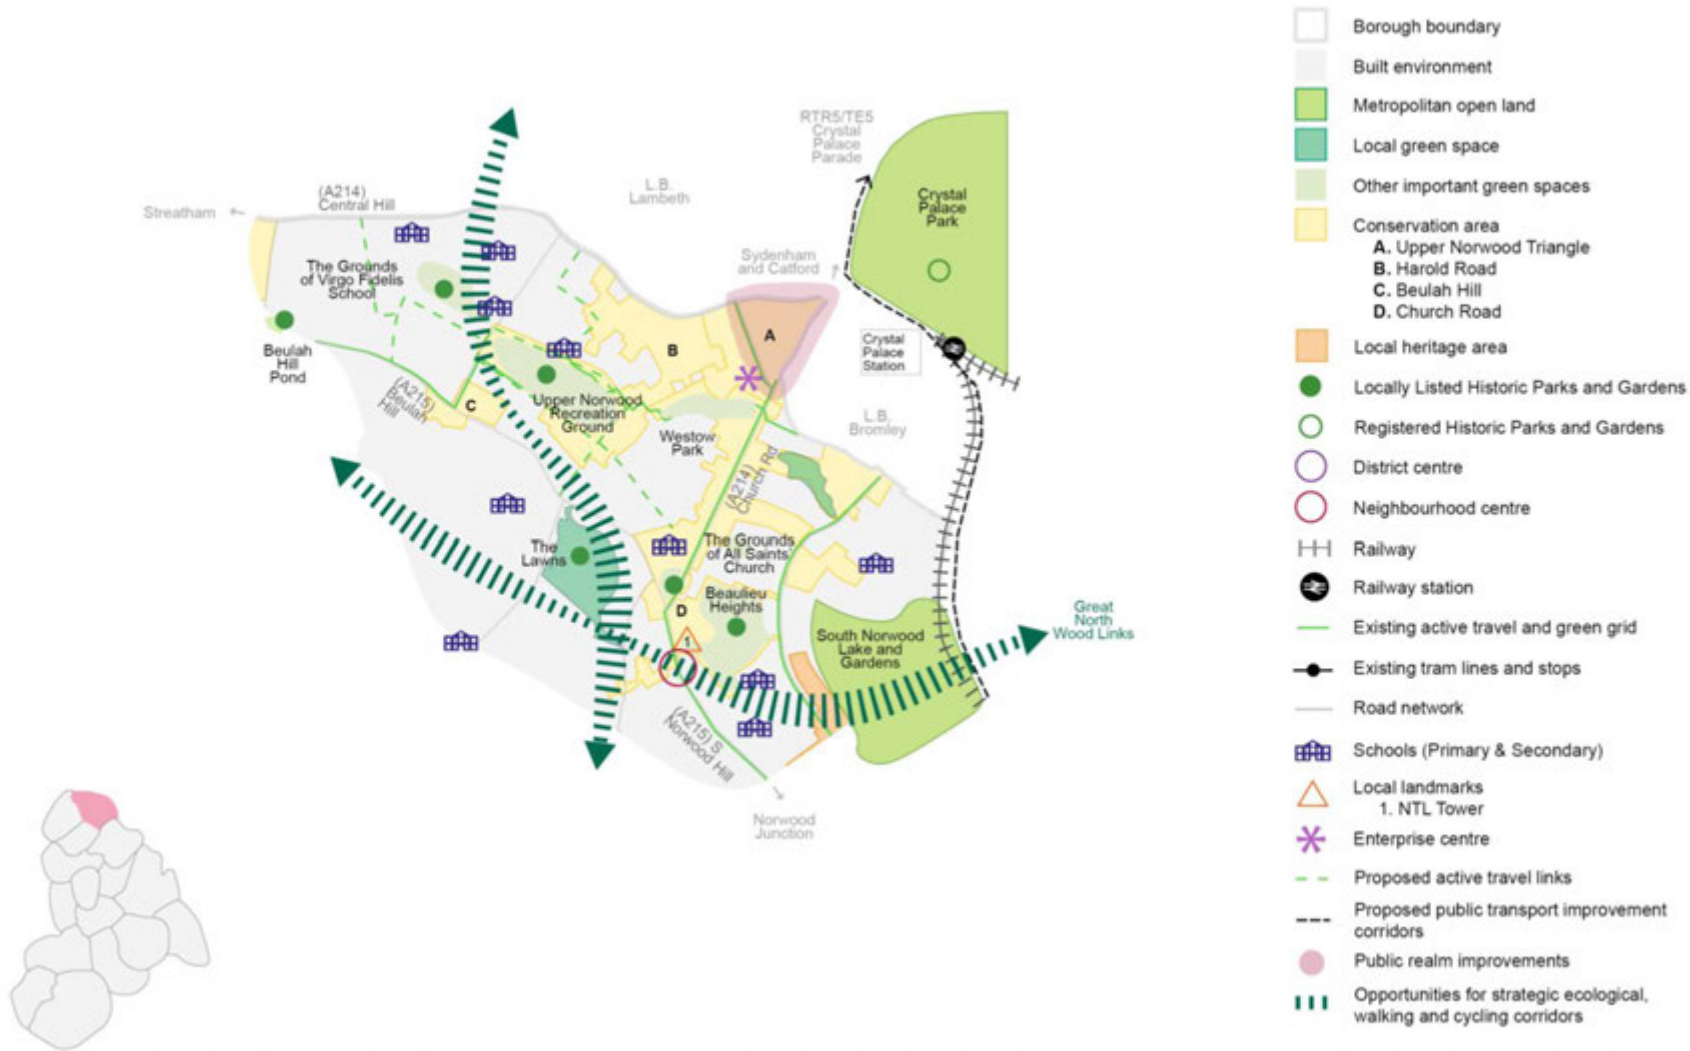 RTR5/TE5
Crystal
Palace
Parade
L.B.
Lambeth
(A214)
Central Hill
Streatham
Crystal
Palace
Park
Sydenham
and Catford
The Grounds
of Virgo Fidelis
School
Beulah
Hill
Pond
(A215)
Beulah
Hill
A
B
C
Crystal
Palace
Station
Upper Norwood
Recreation
Ground
Westow
Park
L.B.
Bromley
(A214)
Church Rd
The
Lawns
The Grounds
of All Saints'
Church
Beaulieu
Heights
D
1
South Norwood
Lake and
Gardens
Great
North
Wood Links
(A215) S
Norwood Hill
Norwood
Junction
Borough boundary
Built environment
Metropolitan open land
Local green space
Other important green spaces
Conservation area
A. Upper Norwood Triangle
B. Harold Road
C. Beulah Hill
D. Church Road
Local heritage area
Locally Listed Historic Parks and Gardens
Registered Historic Parks and Gardens
District centre
Neighbourhood centre
Railway
Railway station
Existing active travel and green grid
Existing tram lines and stops
Road network
Schools (Primary & Secondary)
Local landmarks
1. NTL Tower
Enterprise centre
Proposed active travel links
Proposed public transport improvement
corridors
Public realm improvements
Opportunities for strategic ecological,
walking and cycling corridors